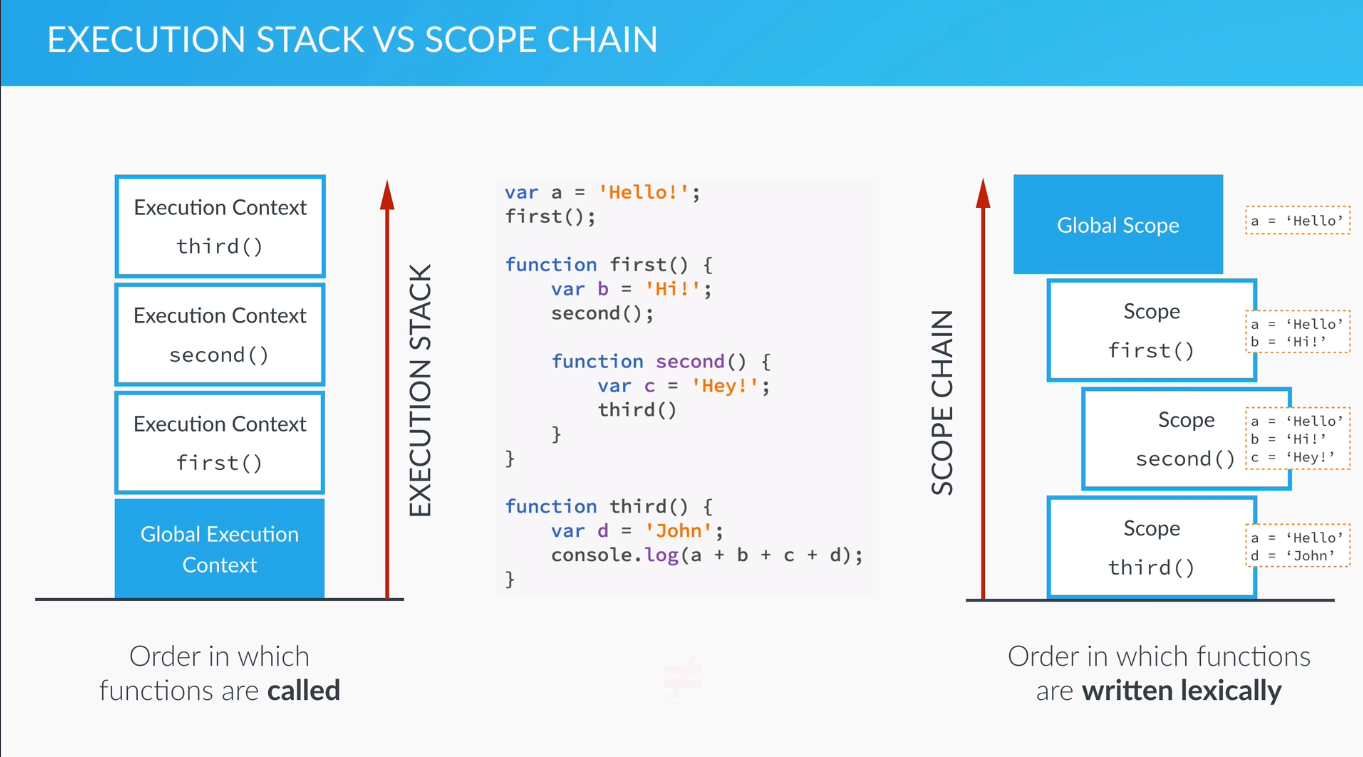 EXECUTION STACK VS SCOPE CHAIN
Execution Context
third()
Execution Context
second()
Execution Context
first()
Global Execution
Context
EXECUTION STACK
Order in which
functions are called
var a = 'Hello!';
first();
function first() {
    var b = 'Hi!';
    second();
    function second() {
        var c = 'Hey!';
        third()
    }
}
function third() {
    var d = 'John';
    console.log(a + b + c + d);
}
≠
SCOPE CHAIN
Global Scope
a = ‘Hello’
Scope
first()
a = ‘Hello’
b = ‘Hi!’
Scope
second()
a = ‘Hello’
b = ‘Hi!’
c = ‘Hey!’
Scope
third()
a = ‘Hello’
d = ‘John’
Order in which functions
are written lexically